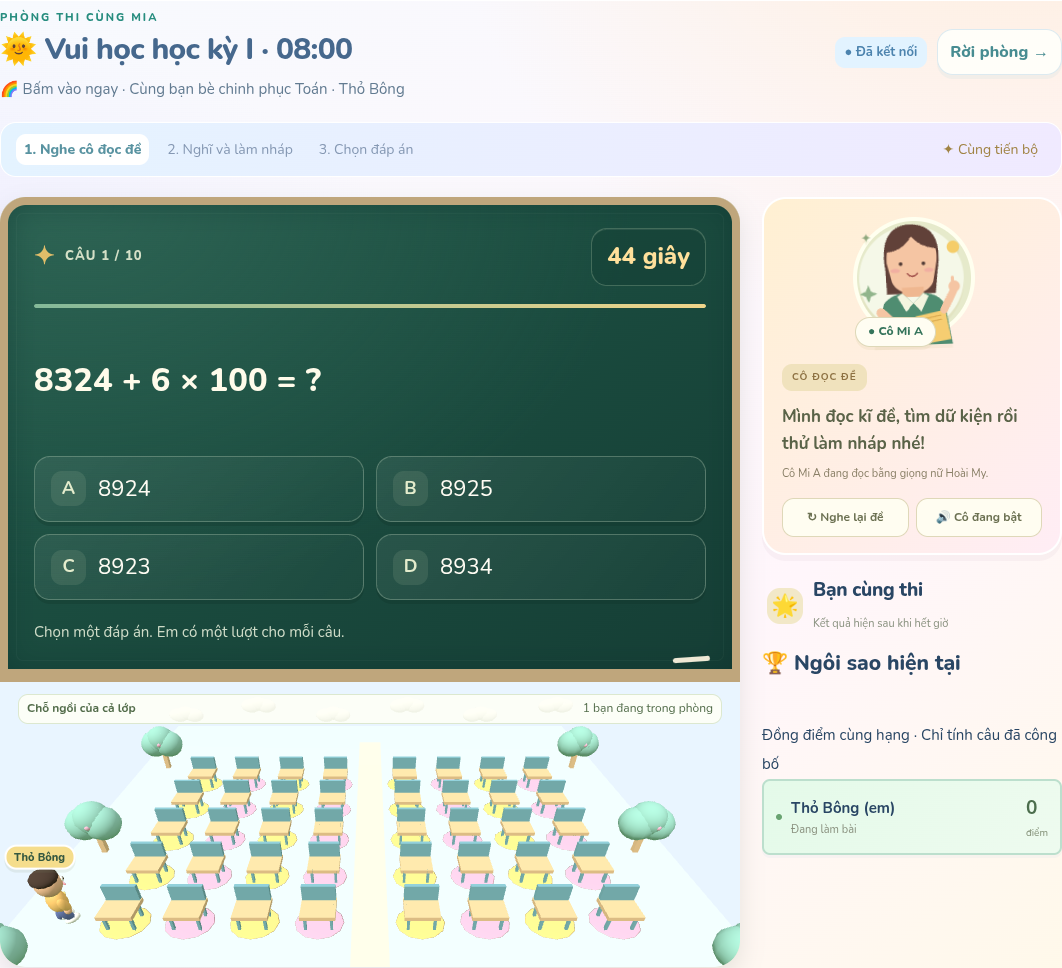 PHÒNG THI CÙNG MIA
🌞 Vui học học kỳ I · 08:00
🌈 Bấm vào ngay · Cùng bạn bè chinh phục Toán · Thỏ Bông
● Đã kết nối
Rời phòng →
1. Nghe cô đọc đề
2. Nghĩ và làm nháp
3. Chọn đáp án
✦ Cùng tiến bộ
CÂU 1 / 10
44 giây
8324 + 6 × 100 = ?
A 8924
B 8925
C 8923
D 8934
Chọn một đáp án. Em có một lượt cho mỗi câu.
Chỗ ngồi của cả lớp
1 bạn đang trong phòng
Thỏ Bông
● Cô Mi A
CÔ ĐỌC ĐỀ
Mình đọc kĩ đề, tìm dữ kiện rồi
thử làm nháp nhé!
Cô Mi A đang đọc bằng giọng nữ Hoài My.
↻ Nghe lại đề
🔊 Cô đang bật
🌟 Bạn cùng thi
Kết quả hiện sau khi hết giờ
🏆 Ngôi sao hiện tại
Đồng điểm cùng hạng · Chỉ tính câu đã công
bố
Thỏ Bông (em)
Đang làm bài
0
điểm